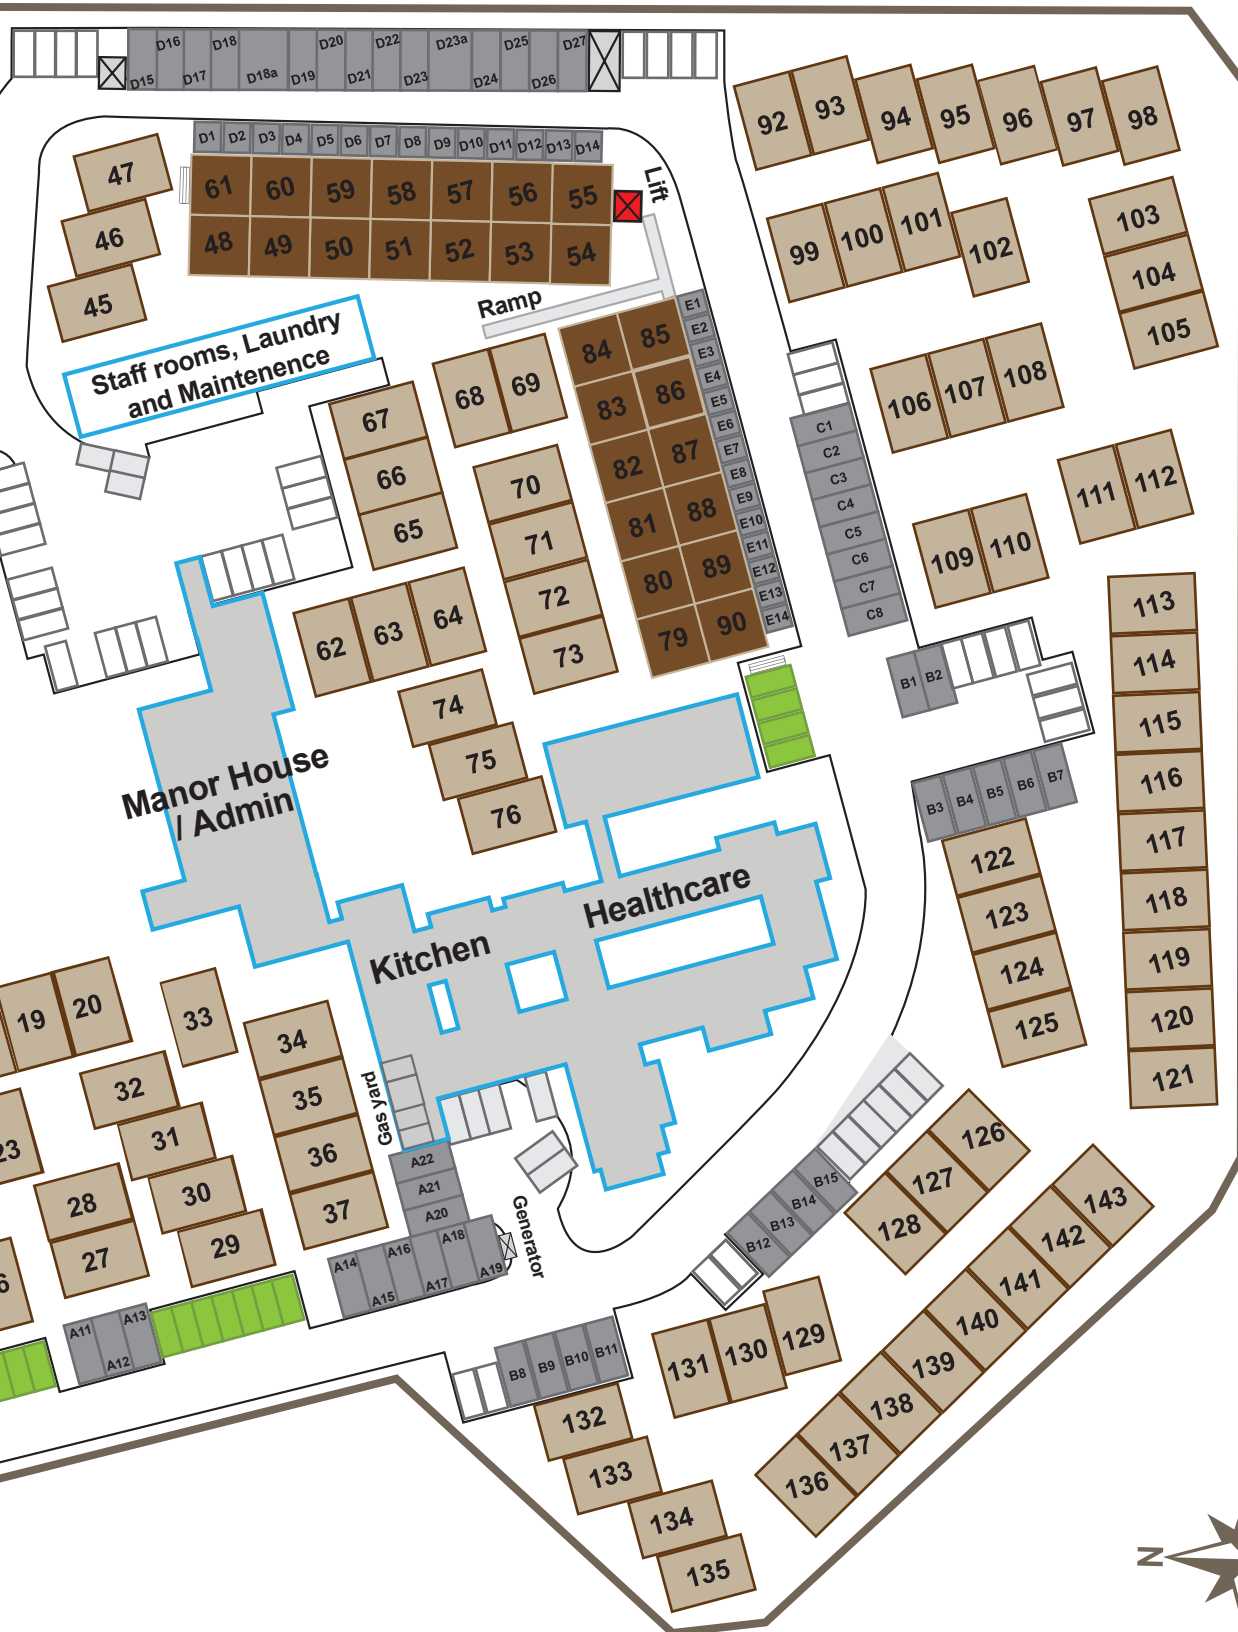 D16 D18 D20 D22 D23a D25 D27
D15 D17 D18a D19 D21 D23 D24 D26
D1 D2 D3 D4 D5 D6 D7 D8 D9 D10 D11 D12 D13 D14
61 60 59 58 57 56 55
48 49 50 51 52 53 54
Lift
47
46
45
Ramp
Staff rooms, Laundry
and Maintenence
92 93 94 95 96 97 98
99 100 101 102
103
104
105
106 107 108
109 110
111 112
68 69
84 85
83 86
82 87
81 88
80 89
79 90
E1
E2
E3
E4
E5
E6
E7
E8
E9
E10
E11
E12
E13
E14
C1
C2
C3
C4
C5
C6
C7
C8
67
66
65
70
71
72
73
62 63 64
74
75
76
B1 B2
B3 B4 B5 B6 B7
113
114
115
116
117
118
119
120
121
122
123
124
125
Manor House
/ Admin
Healthcare
Kitchen
19 20
33
32
31
30
29
34
35
36
37
23
28
27
6
Gas yard
A22
A21
A20
A14 A16 A18
A15 A17 A19
Generator
A11 A13
A12
126
127
128
B15
B14
B13
B12
143
142
141
140
139
138
137
136
131 130 129
B8 B9 B10 B11
132
133
134
135
N